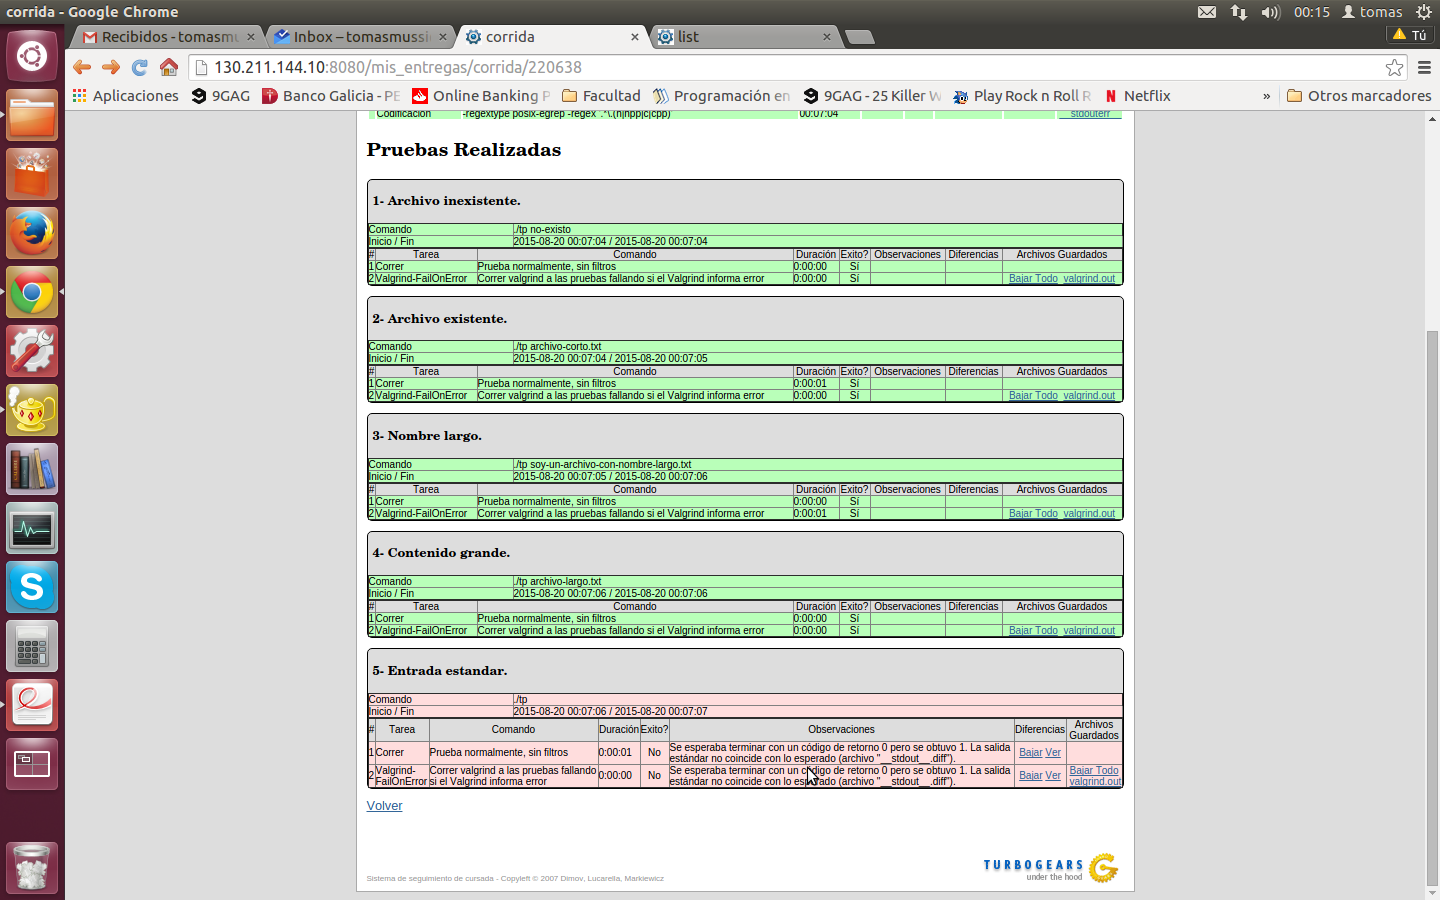 corrida - Google Chrome
00:15 tomas
Recibidos - tomasmu
Inbox – tomasmussi
corrida
list
Tú
130.211.144.10:8080/mis_entregas/corrida/220638
Aplicaciones 9GAG Banco Galicia - PE Online Banking P Facultad Programación en 9GAG - 25 Killer W Play Rock n Roll R Netflix » Otros marcadores
Codificación -regextype posix-egrep -regex ".*\.(h|hpp|c|cpp) 00:07:04 __stdouterr__
Pruebas Realizadas
1- Archivo inexistente.
Comando ./tp no-existo
Inicio / Fin 2015-08-20 00:07:04 / 2015-08-20 00:07:04
# Tarea Comando Duración Exito? Observaciones Diferencias Archivos Guardados
1 Correr Prueba normalmente, sin filtros 0:00:00 Sí
2 Valgrind-FailOnError Correr valgrind a las pruebas fallando si el Valgrind informa error 0:00:00 Sí Bajar Todo valgrind.out
2- Archivo existente.
Comando ./tp archivo-corto.txt
Inicio / Fin 2015-08-20 00:07:04 / 2015-08-20 00:07:05
# Tarea Comando Duración Exito? Observaciones Diferencias Archivos Guardados
1 Correr Prueba normalmente, sin filtros 0:00:01 Sí
2 Valgrind-FailOnError Correr valgrind a las pruebas fallando si el Valgrind informa error 0:00:00 Sí Bajar Todo valgrind.out
3- Nombre largo.
Comando ./tp soy-un-archivo-con-nombre-largo.txt
Inicio / Fin 2015-08-20 00:07:05 / 2015-08-20 00:07:06
# Tarea Comando Duración Exito? Observaciones Diferencias Archivos Guardados
1 Correr Prueba normalmente, sin filtros 0:00:00 Sí
2 Valgrind-FailOnError Correr valgrind a las pruebas fallando si el Valgrind informa error 0:00:01 Sí Bajar Todo valgrind.out
4- Contenido grande.
Comando ./tp archivo-largo.txt
Inicio / Fin 2015-08-20 00:07:06 / 2015-08-20 00:07:06
# Tarea Comando Duración Exito? Observaciones Diferencias Archivos Guardados
1 Correr Prueba normalmente, sin filtros 0:00:00 Sí
2 Valgrind-FailOnError Correr valgrind a las pruebas fallando si el Valgrind informa error 0:00:00 Sí Bajar Todo valgrind.out
5- Entrada estandar.
Comando ./tp
Inicio / Fin 2015-08-20 00:07:06 / 2015-08-20 00:07:07
# Tarea Comando Duración Exito? Observaciones Diferencias Archivos
Guardados
1 Correr Prueba normalmente, sin filtros 0:00:01 No Se esperaba terminar con un código de retorno 0 pero se obtuvo 1. La salida
estándar no coincide con lo esperado (archivo "__stdout__.diff"). Bajar Ver
2 Valgrind-
FailOnError Correr valgrind a las pruebas fallando
si el Valgrind informa error 0:00:00 No Se esperaba terminar con un código de retorno 0 pero se obtuvo 1. La salida
estándar no coincide con lo esperado (archivo "__stdout__.diff"). Bajar Ver Bajar Todo
valgrind.out
Volver
TURBOGEARS
under the hood
Sistema de seguimiento de cursada - Copyleft © 2007 Dimov, Lucarella, Markiewicz